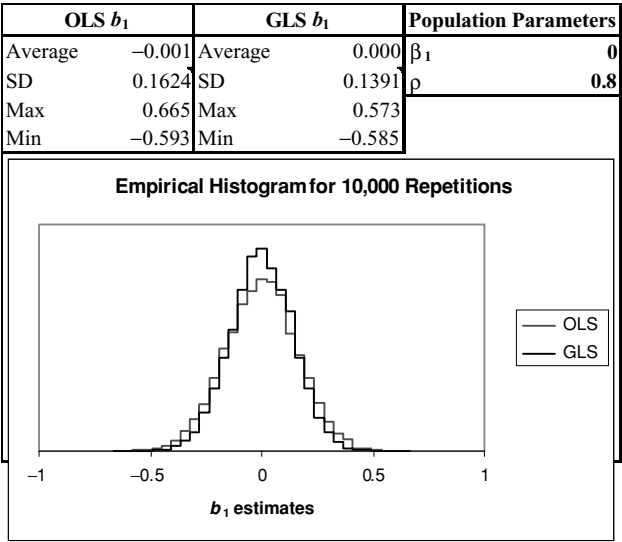 OLS b₁ GLS b₁ Population Parameters
Average −0.001 Average 0.000 β₁ 0
SD 0.1624 SD 0.1391 ρ 0.8
Max 0.665 Max 0.573
Min −0.593 Min −0.585
Empirical Histogram for 10,000 Repetitions
OLS
GLS
−1 −0.5 0 0.5 1
b₁ estimates